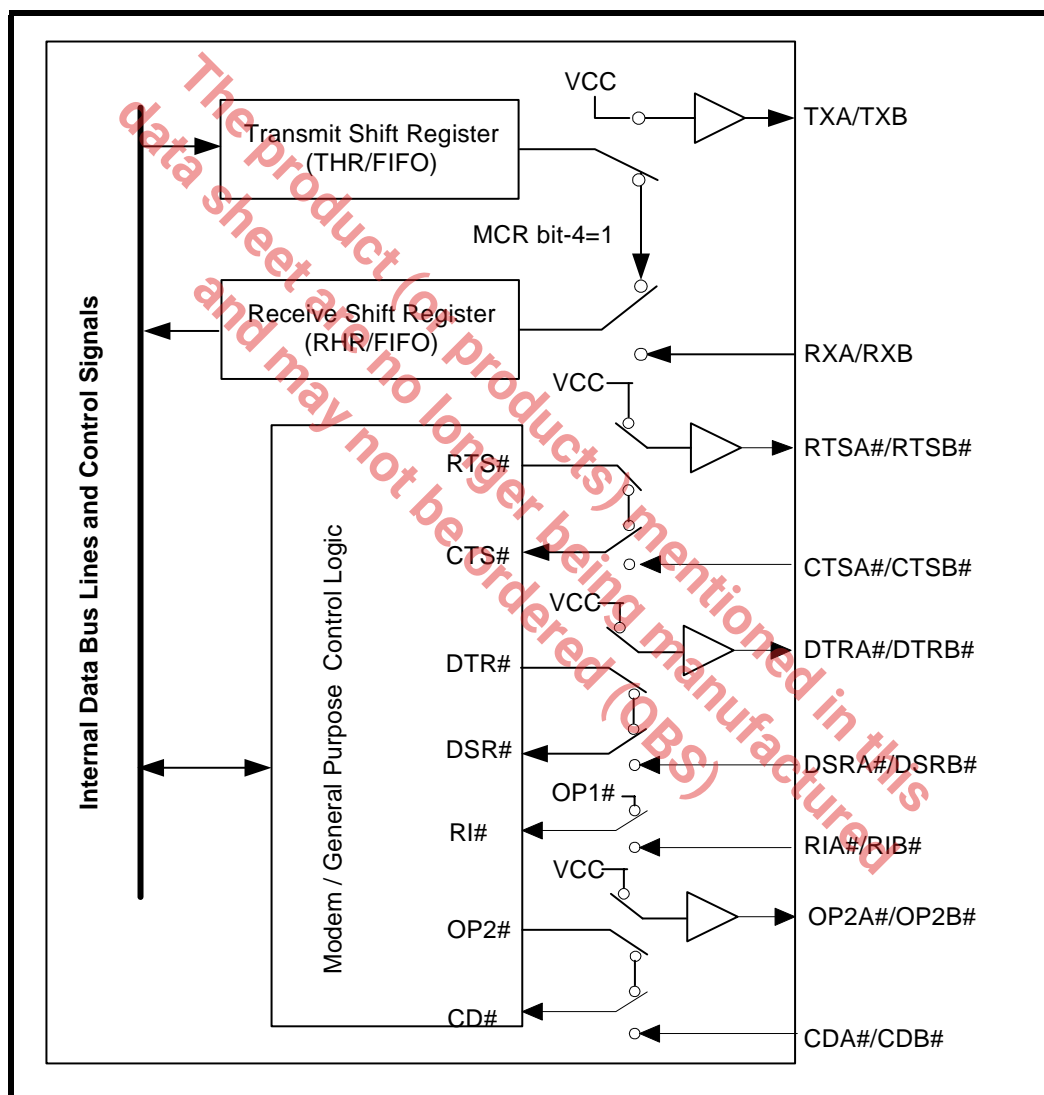 VCC
TXA/TXB
Transmit Shift Register
(THR/FIFO)
MCR bit-4=1
Receive Shift Register
(RHR/FIFO)
RXA/RXB
VCC
RTSA#/RTSB#
RTS#
CTS#
CTSA#/CTSB#
VCC
DTRA#/DTRB#
DTR#
DSR#
DSRA#/DSRB#
OP1#
RI#
RIA#/RIB#
VCC
OP2A#/OP2B#
OP2#
CD#
CDA#/CDB#
Internal Data Bus Lines and Control Signals
Modem / General Purpose Control Logic
The product (or products) mentioned in this
data sheet are no longer being manufactured
and may not be ordered (OBS)